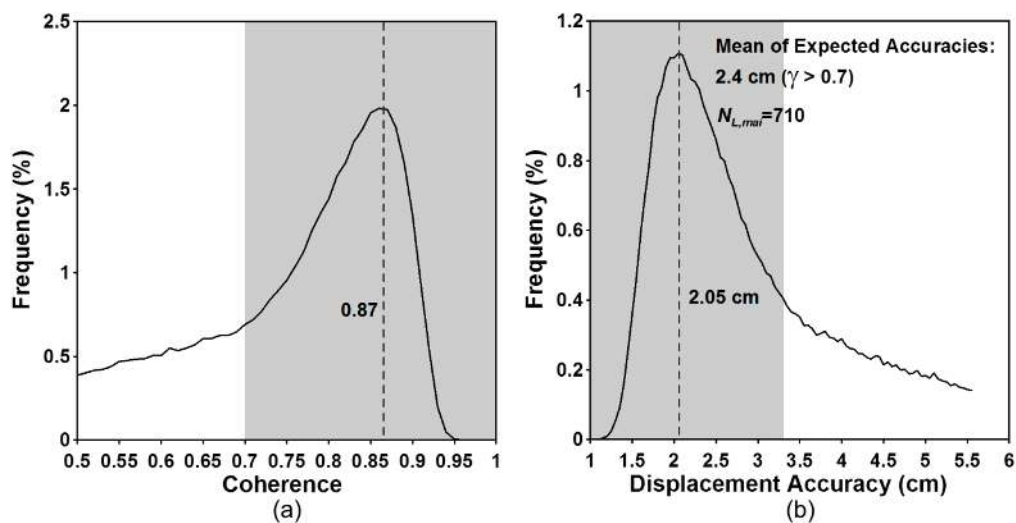 2.5
2
1.5
1
0.5
0
Frequency (%)
0.87
0.5 0.55 0.6 0.65 0.7 0.75 0.8 0.85 0.9 0.95 1
Coherence
(a)
1.2
1
0.8
0.6
0.4
0.2
0
Frequency (%)
Mean of Expected Accuracies:
2.4 cm (γ > 0.7)
N_L,mai=710
2.05 cm
1 1.5 2 2.5 3 3.5 4 4.5 5 5.5 6
Displacement Accuracy (cm)
(b)